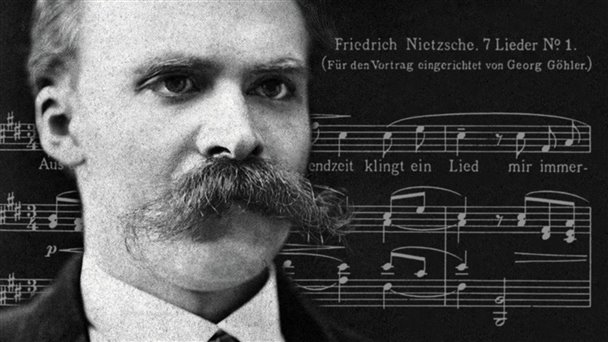 Friedrich Nietzsche. 7 Lieder Nº 1.
(Für den Vortrag eingerichtet von Georg Göhler.)
Aus endzeit klingt ein Lied mir immer-
p